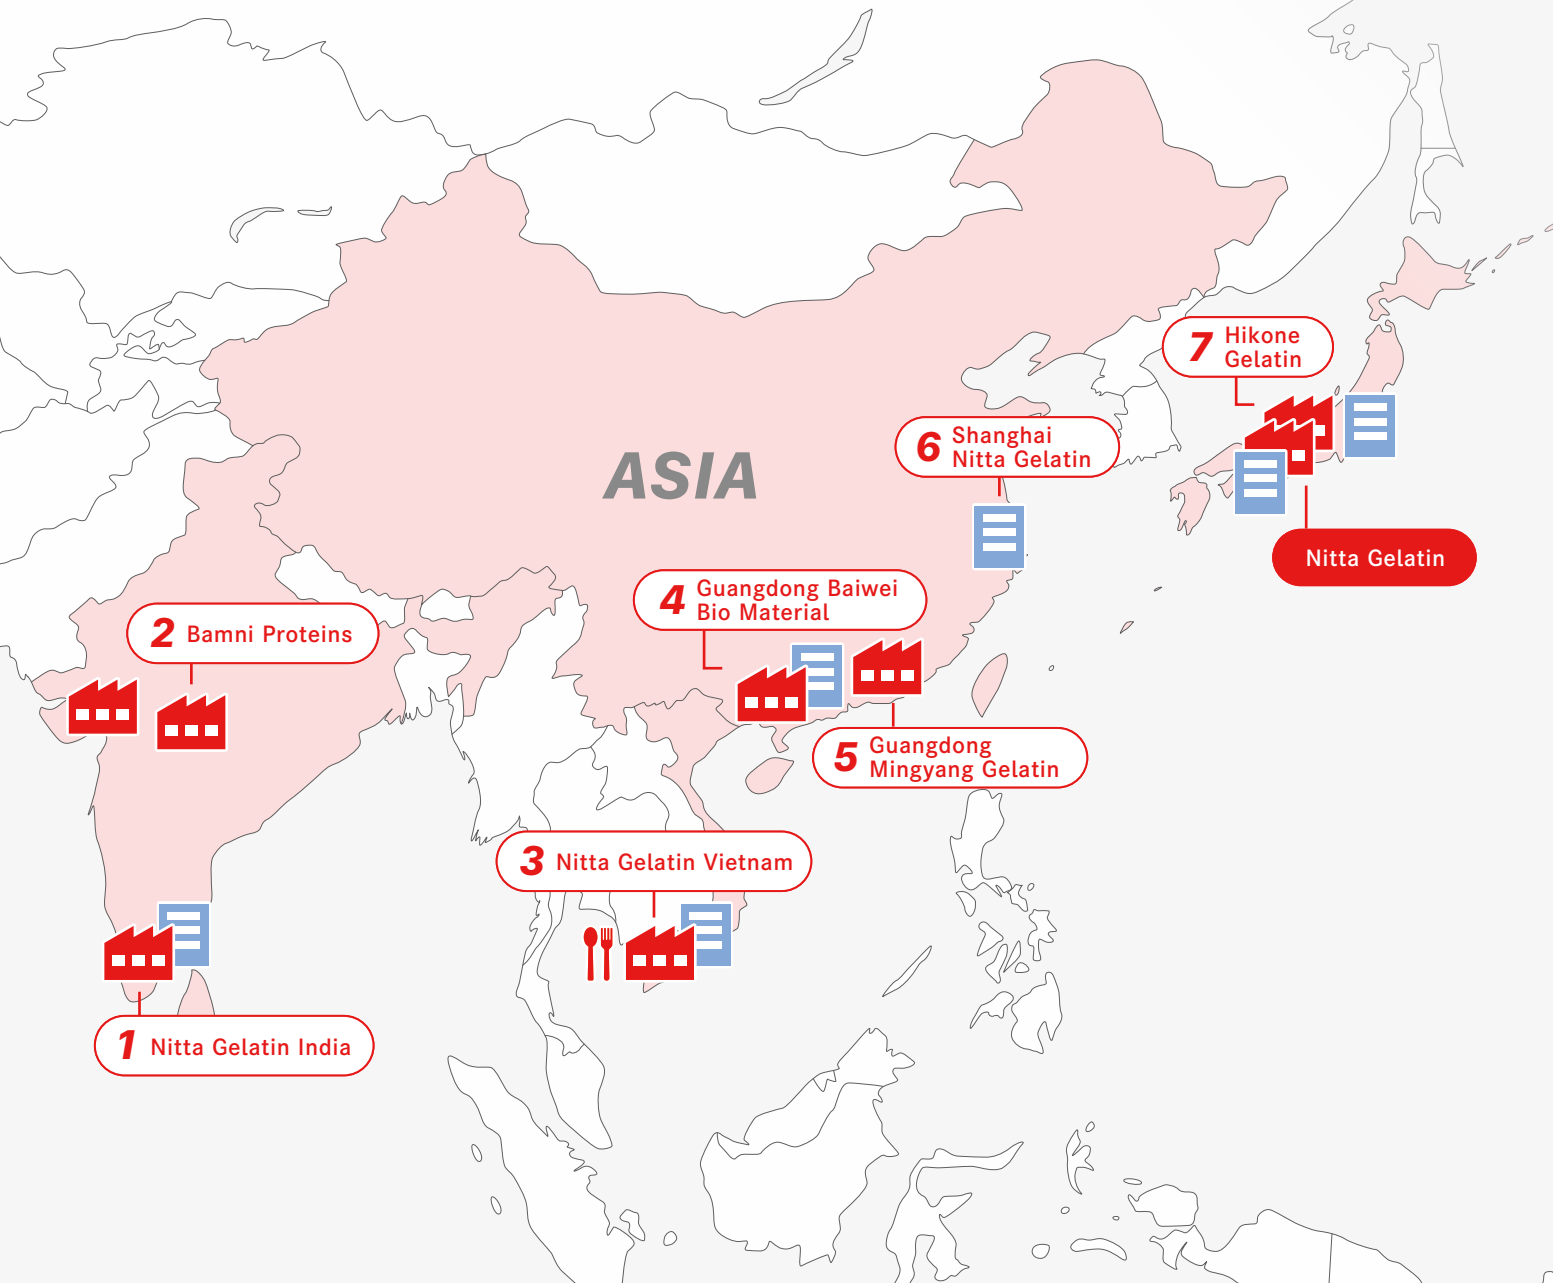 7 Hikone
Gelatin
6 Shanghai
Nitta Gelatin
ASIA
Nitta Gelatin
4 Guangdong Baiwei
Bio Material
2 Bamni Proteins
5 Guangdong
Mingyang Gelatin
3 Nitta Gelatin Vietnam
1 Nitta Gelatin India